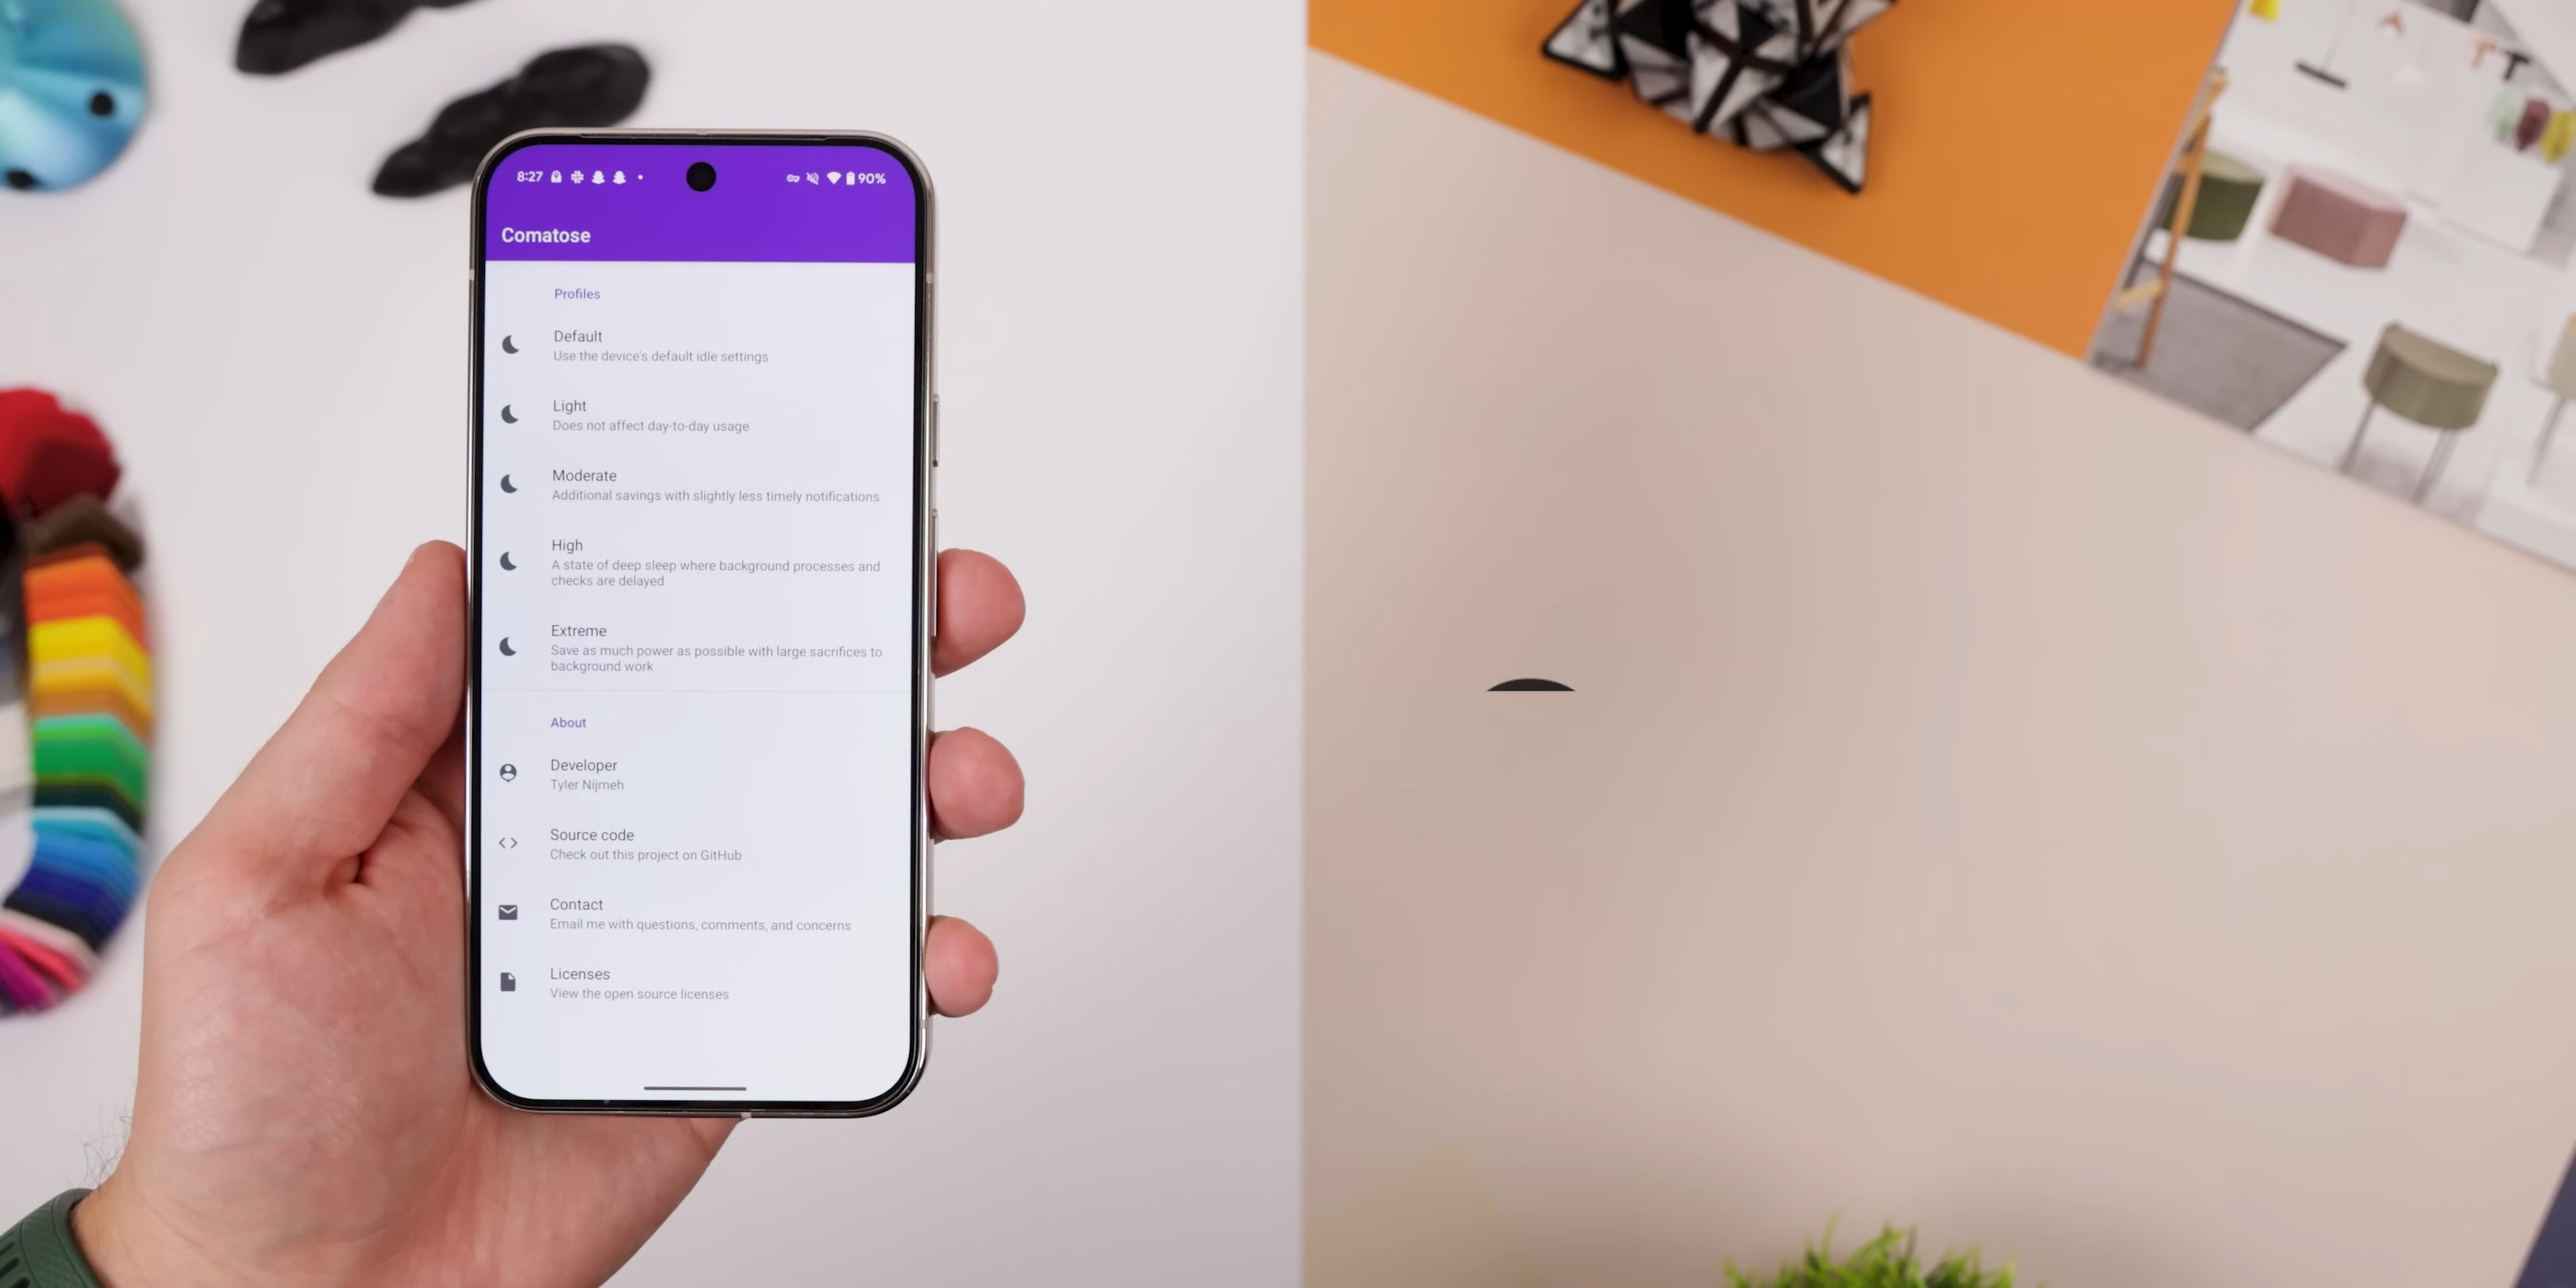 8:27
90%
Comatose
Profiles
Default
Use the device's default idle settings
Light
Does not affect day-to-day usage
Moderate
Additional savings with slightly less timely notifications
High
A state of deep sleep where background processes and
checks are delayed
Extreme
Save as much power as possible with large sacrifices to
background work
About
Developer
Tyler Nijmeh
Source code
Check out this project on GitHub
Contact
Email me with questions, comments, and concerns
Licenses
View the open source licenses